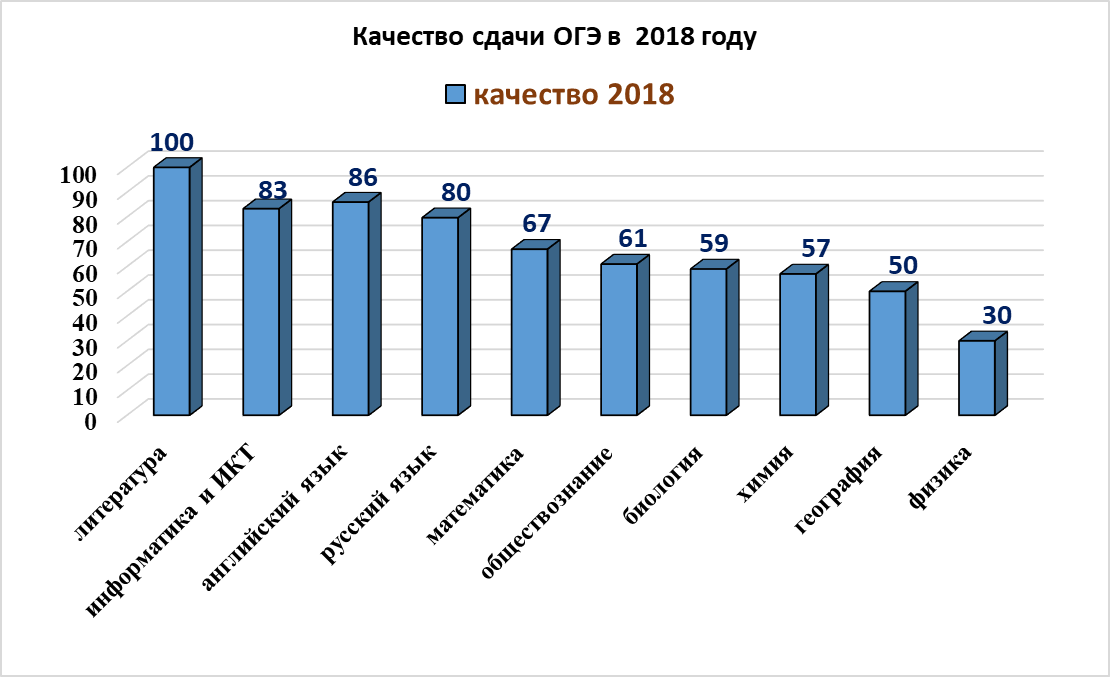 Качество сдачи ОГЭ в  2018 году
качество 2018
100
83
86
80
67
61
59
57
50
30
100
90
80
70
60
50
40
30
20
10
0
литература
информатика и ИКТ
английский язык
русский язык
математика
обществознание
биология
химия
география
физика